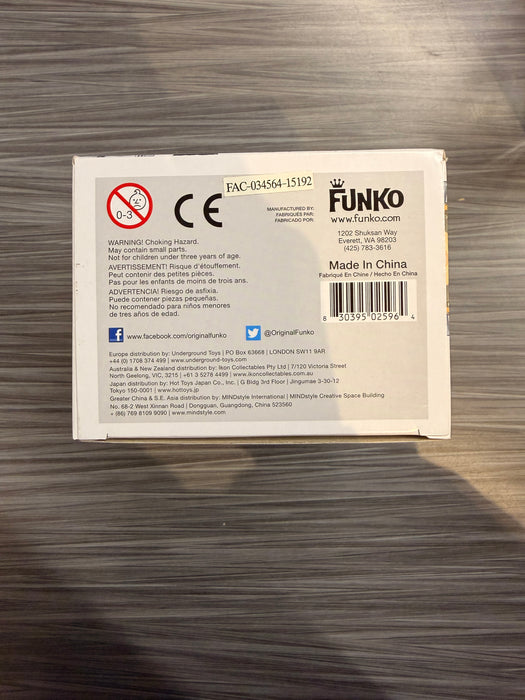 FAC-034564-15192
0-3
CE
MANUFACTURED BY:
FABRIQUÉS PAR:
FABRICADO POR:
FUNKO
www.funko.com
1202 Shuksan Way
Everett, WA 98203
(425) 783-3616
Made In China
Fabriqué En Chine / Hecho En China
8 30395 02596 4
WARNING! Choking Hazard.
May contain small parts.
Not for children under three years of age.
AVERTISSEMENT! Risque d'étouffement.
Peut contenir des petites pièces.
Pas pour les enfants de moins de trois ans.
ADVERTENCIA! Riesgo de asfixia.
Puede contener piezas pequeñas.
No recomendado para niños menores
de tres años de edad.
f www.facebook.com/originalfunko
@OriginalFunko
Europe distribution by: Underground Toys | PO Box 63668 | LONDON SW11 9AR
+44 (0) 1708 374 499 | www.underground-toys.com
Australia & New Zealand distribution by: Ikon Collectables Pty Ltd | 7/120 Victoria Street
North Geelong, VIC, 3215 | +61 3 5278 4499 | www.Ikoncollectables.com
Japan distribution by: Hot Toys Japan Co., Inc. | G Bldg 3rd Floor | Jingumae 3-30-12
Tokyo 150-0001 | www.hottoys.jp
Greater China & S.E. Asia distribution by: MINDstyle International | MINDstyle Creative Space Building
No. 68-2 West Xinnan Road | Dongguan, Guangdong, China 523560
+ (86) 769 8109 9090 | www.mindstyle.com